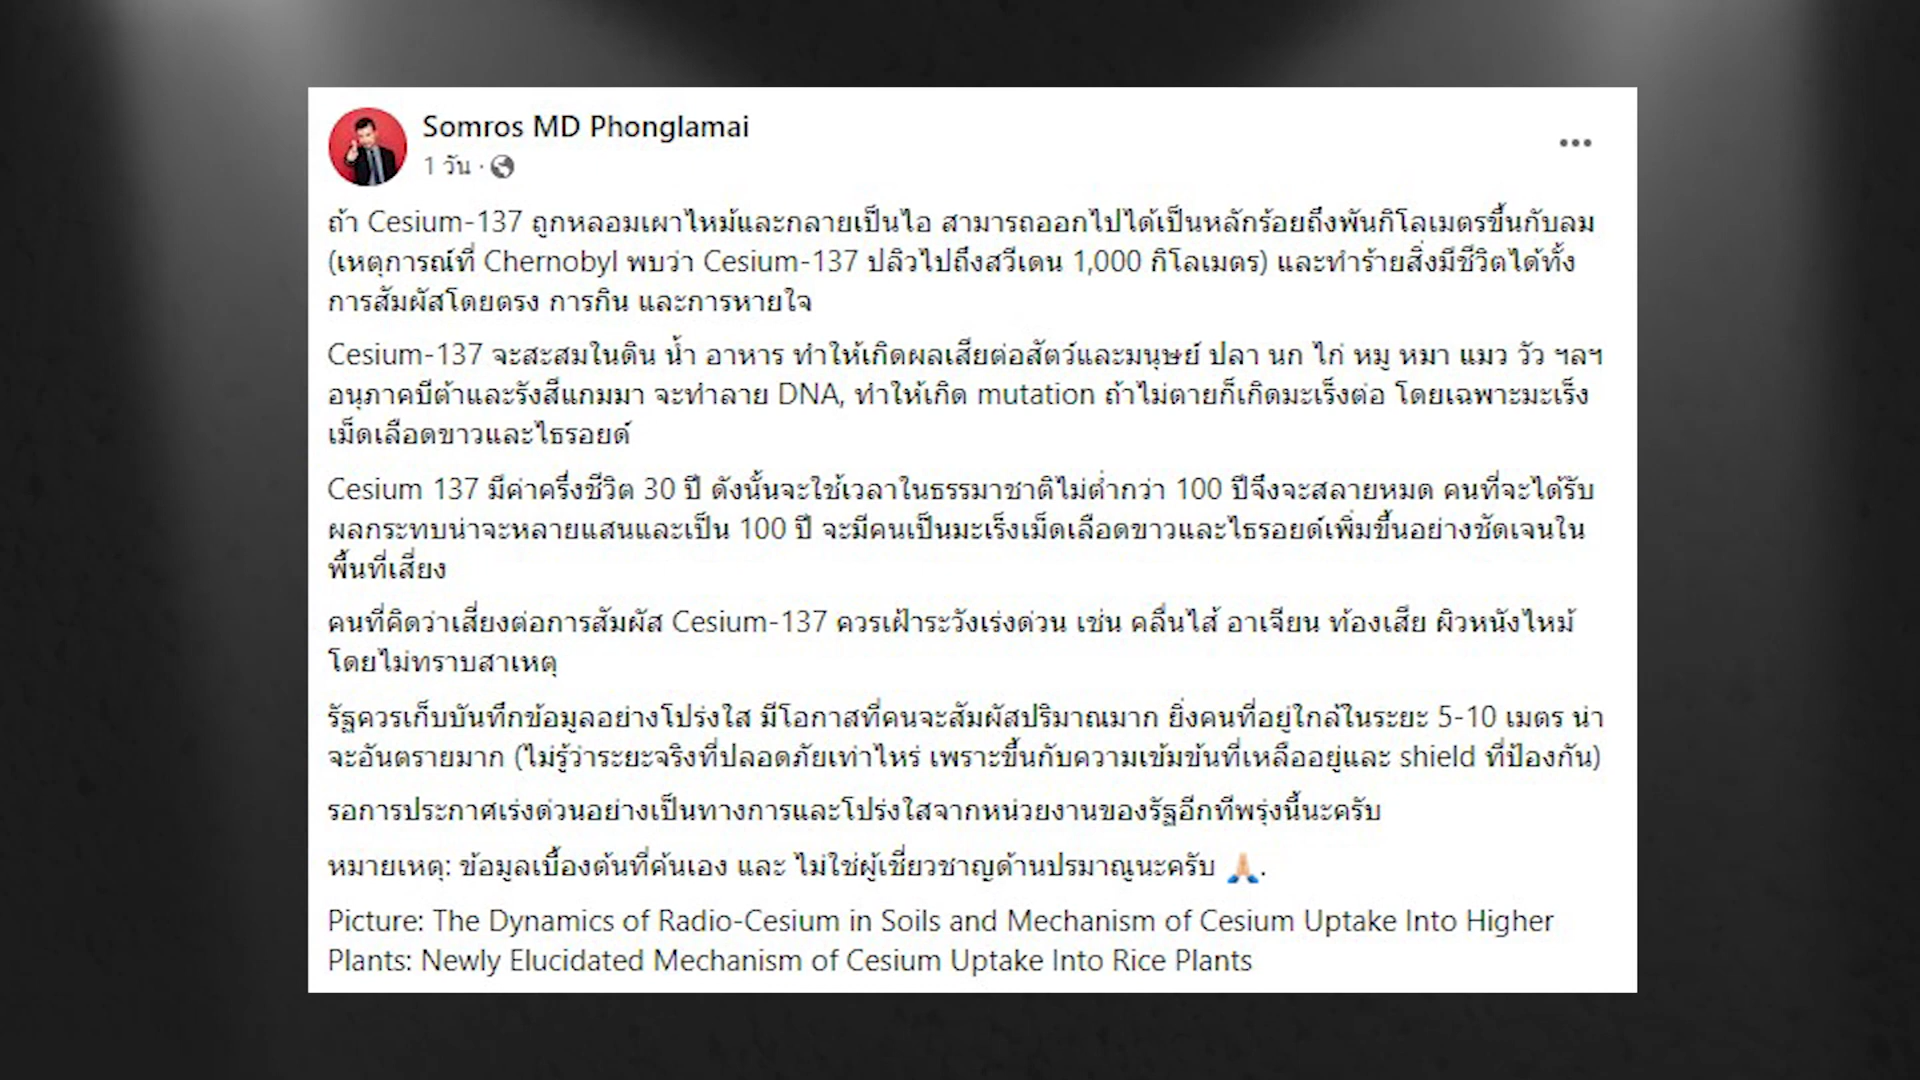 Somros MD Phonglamai
1 วัน ·
ถ้า Cesium-137 ถูกหลอมเผาไหม้และกลายเป็นไอ สามารถออกไปได้เป็นหลักร้อยถึงพันกิโลเมตรขึ้นกับลม
(เหตุการณ์ที่ Chernobyl พบว่า Cesium-137 ปลิวไปถึงสวีเดน 1,000 กิโลเมตร) และทำร้ายสิ่งมีชีวิตได้ทั้ง
การสัมผัสโดยตรง การกิน และการหายใจ
Cesium-137 จะสะสมในดิน น้ำ อาหาร ทำให้เกิดผลเสียต่อสัตว์และมนุษย์ ปลา นก ไก่ หมู หมา แมว วัว ฯลฯ
อนุภาคบีต้าและรังสีแกมมา จะทำลาย DNA, ทำให้เกิด mutation ถ้าไม่ตายก็เกิดมะเร็งต่อ โดยเฉพาะมะเร็ง
เม็ดเลือดขาวและไธรอยด์
Cesium 137 มีค่าครึ่งชีวิต 30 ปี ดังนั้นจะใช้เวลาในธรรมาชาติไม่ต่ำกว่า 100 ปีจึงจะสลายหมด คนที่จะได้รับ
ผลกระทบน่าจะหลายแสนและเป็น 100 ปี จะมีคนเป็นมะเร็งเม็ดเลือดขาวและไธรอยด์เพิ่มขึ้นอย่างชัดเจนใน
พื้นที่เสี่ยง
คนที่คิดว่าเสี่ยงต่อการสัมผัส Cesium-137 ควรเฝ้าระวังเร่งด่วน เช่น คลื่นไส้ อาเจียน ท้องเสีย ผิวหนังไหม้
โดยไม่ทราบสาเหตุ
รัฐควรเก็บบันทึกข้อมูลอย่างโปร่งใส มีโอกาสที่คนจะสัมผัสปริมาณมาก ยิ่งคนที่อยู่ใกล้ในระยะ 5-10 เมตร น่า
จะอันตรายมาก (ไม่รู้ว่าระยะจริงที่ปลอดภัยเท่าไหร่ เพราะขึ้นกับความเข้มข้นที่เหลืออยู่และ shield ที่ป้องกัน)
รอการประกาศเร่งด่วนอย่างเป็นทางการและโปร่งใสจากหน่วยงานของรัฐอีกทีพรุ่งนี้นะครับ
หมายเหตุ: ข้อมูลเบื้องต้นที่ค้นเอง และ ไม่ใช่ผู้เชี่ยวชาญด้านปรมาณูนะครับ 🙏🏻.
Picture: The Dynamics of Radio-Cesium in Soils and Mechanism of Cesium Uptake Into Higher
Plants: Newly Elucidated Mechanism of Cesium Uptake Into Rice Plants